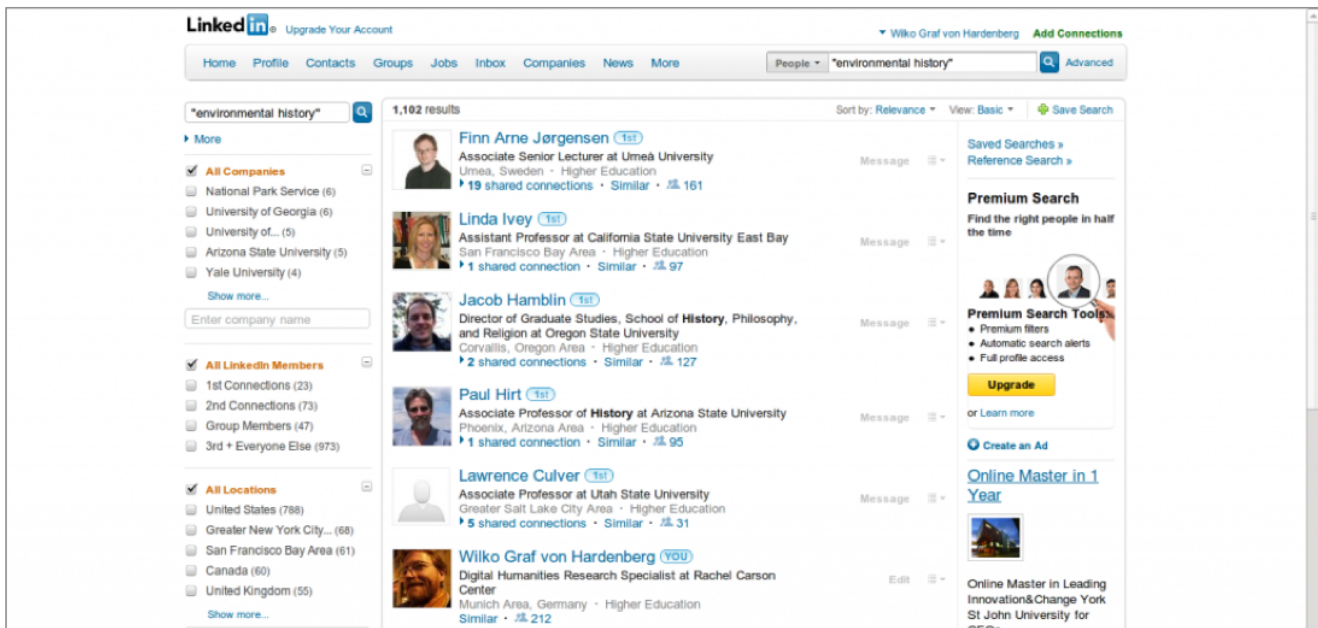 Linked in® Upgrade Your Account
Wilko Graf von Hardenberg Add Connections
Home Profile Contacts Groups Jobs Inbox Companies News More
People "environmental history" Advanced
"environmental history"
More
All Companies
National Park Service (6)
University of Georgia (6)
University of... (5)
Arizona State University (5)
Yale University (4)
Show more...
Enter company name
All LinkedIn Members
1st Connections (23)
2nd Connections (73)
Group Members (47)
3rd + Everyone Else (973)
All Locations
United States (788)
Greater New York City... (68)
San Francisco Bay Area (61)
Canada (60)
United Kingdom (55)
Show more...
1,102 results
Sort by: Relevance View: Basic Save Search
Finn Arne Jørgensen 1st
Associate Senior Lecturer at Umeå University
Umea, Sweden · Higher Education
19 shared connections · Similar · 161
Message
Linda Ivey 1st
Assistant Professor at California State University East Bay
San Francisco Bay Area · Higher Education
1 shared connection · Similar · 97
Message
Jacob Hamblin 1st
Director of Graduate Studies, School of History, Philosophy,
and Religion at Oregon State University
Corvallis, Oregon Area · Higher Education
2 shared connections · Similar · 127
Message
Paul Hirt 1st
Associate Professor of History at Arizona State University
Phoenix, Arizona Area · Higher Education
1 shared connection · Similar · 95
Message
Lawrence Culver 1st
Associate Professor at Utah State University
Greater Salt Lake City Area · Higher Education
5 shared connections · Similar · 31
Message
Wilko Graf von Hardenberg YOU
Digital Humanities Research Specialist at Rachel Carson
Center
Munich Area, Germany · Higher Education
Similar · 212
Edit
Saved Searches »
Reference Search »
Premium Search
Find the right people in half
the time
Premium Search Tools:
• Premium filters
• Automatic search alerts
• Full profile access
Upgrade
or Learn more
Create an Ad
Online Master in 1
Year
Online Master in Leading
Innovation&Change York
St John University for